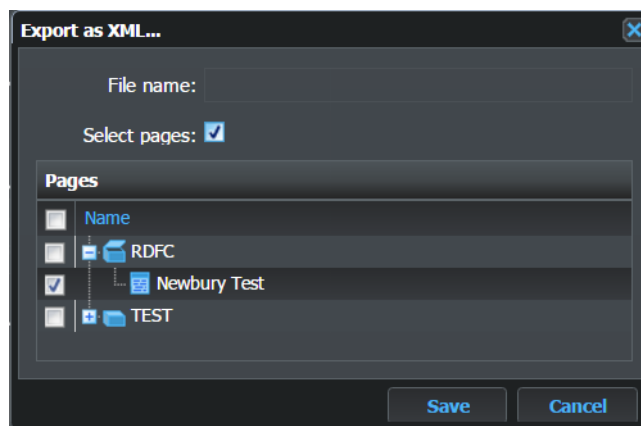 Export as XML...
File name:
Select pages:
Pages
Name
RDFC
Newbury Test
TEST
Save
Cancel